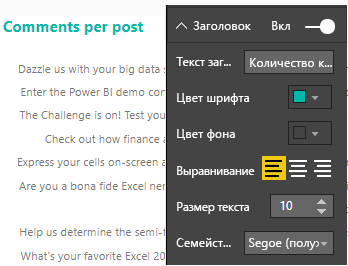 Comments per post
Dazzle us with your big data s
Enter the Power BI demo con
The Challenge is on! Test you
Check out how finance a
Express your cells on-screen a
Are you a bona fide Excel ner
Help us determine the semi-f
What's your favorite Excel 20
Заголовок Вкл
Текст заг... Количество к...
Цвет шрифта
Цвет фона
Выравнивание
Размер текста 10
Семейст... Segoe (полу